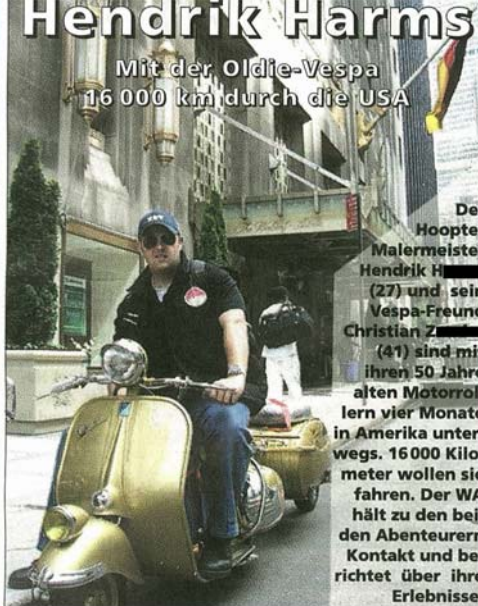 Hendrik Harms
Mit der Oldie-Vespa
16 000 km durch die USA
De
Hoopte
Malermeiste
Hendrik H
(27) und sein
Vespa-Freund
Christian Z
(41) sind mi
ihren 50 Jahre
alten Motorrol-
lern vier Monate
in Amerika unter-
wegs. 16 000 Kilo-
meter wollen sie
fahren. Der WA
hält zu den bei-
den Abenteurern
Kontakt und be-
richtet über ihre
Erlebnisse